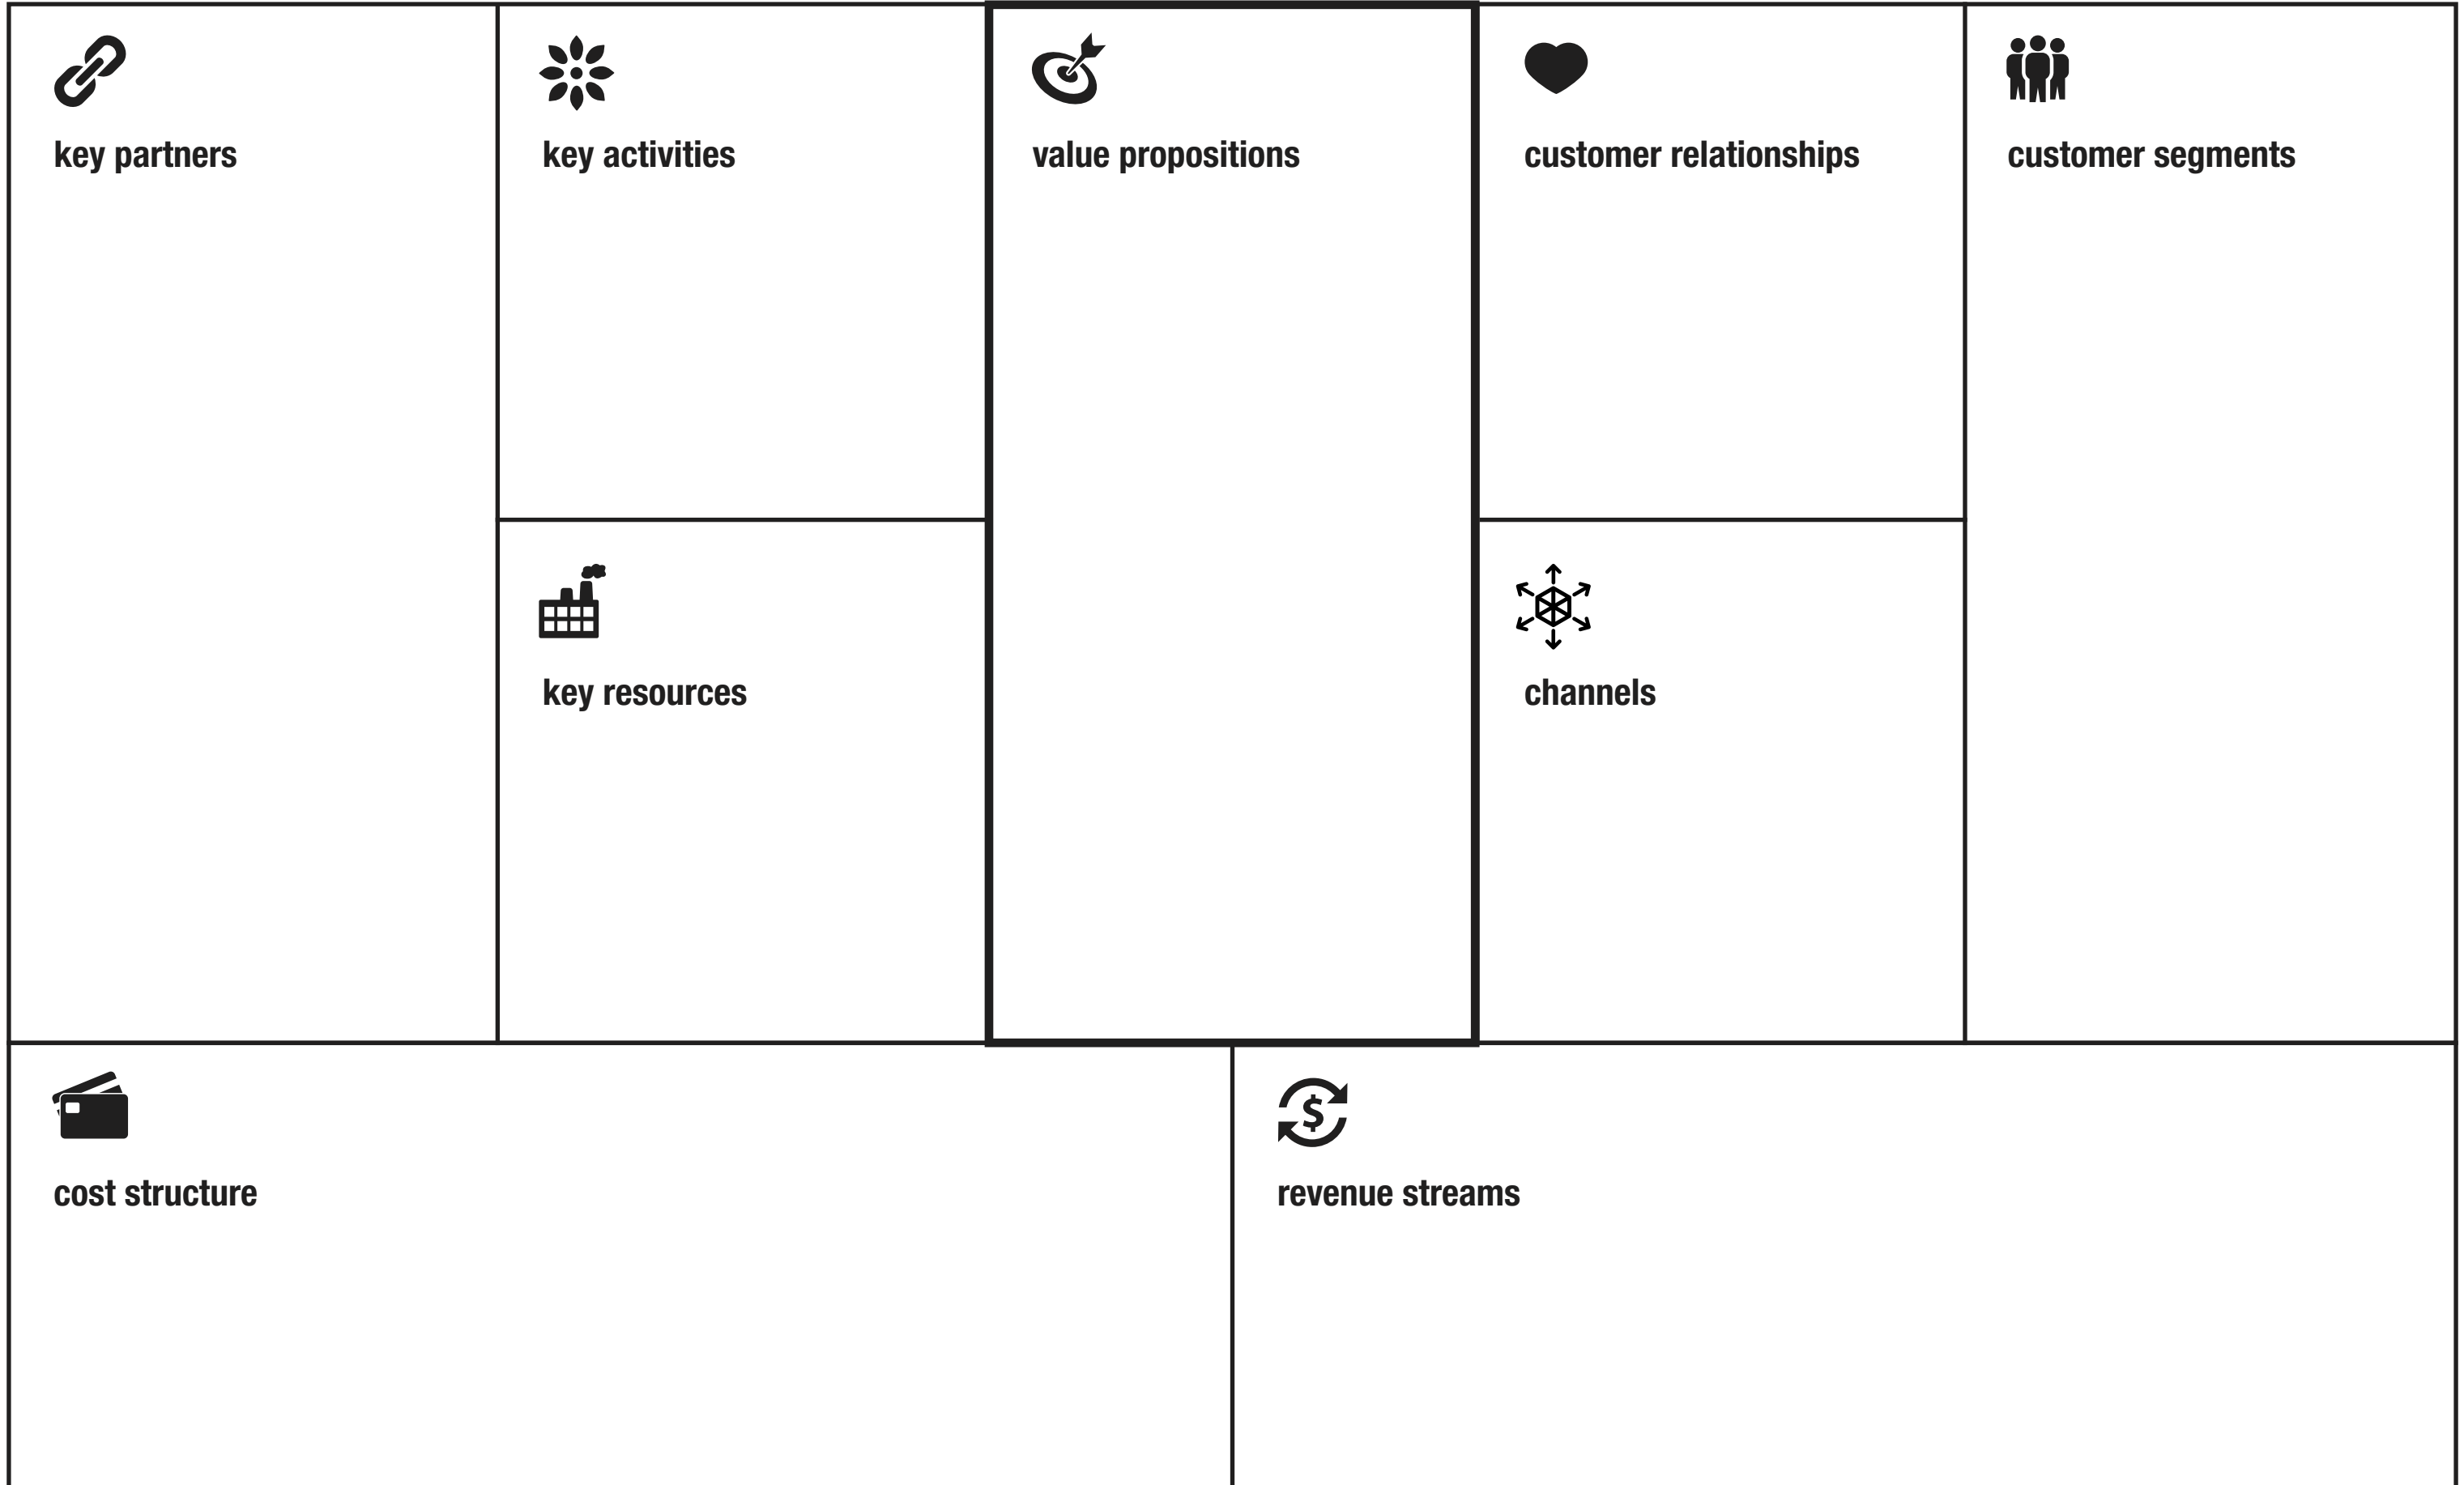 key partners
key activities
value propositions
customer relationships
customer segments
key resources
channels
cost structure
$
revenue streams